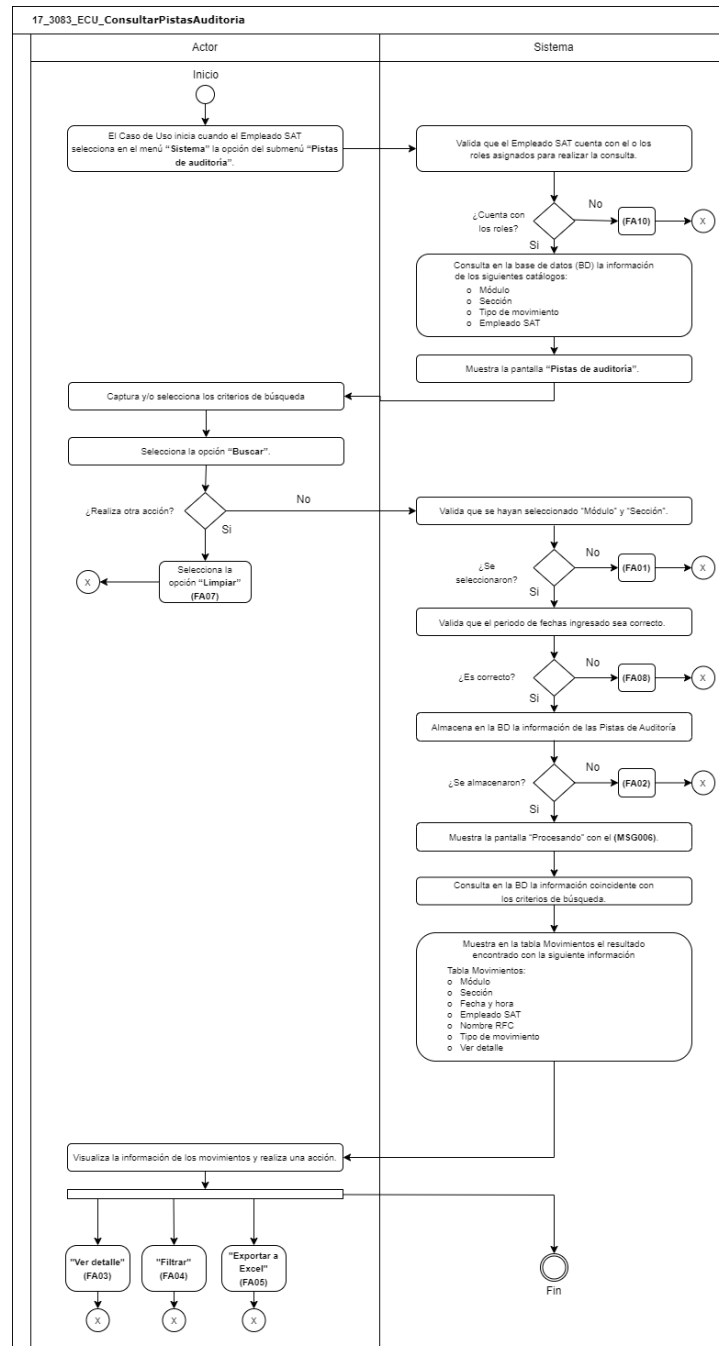 17_3083_ECU_ConsultarPistasAuditoria
Actor
Sistema
Inicio
El Caso de Uso inicia cuando el Empleado SAT
selecciona en el menú “Sistema” la opción del submenú “Pistas
de auditoría”.
Valida que el Empleado SAT cuenta con el o los
roles asignados para realizar la consulta.
¿Cuenta con
los roles?
No
(FA10)
X
Si
Consulta en la base de datos (BD) la información
de los siguientes catálogos:
o Módulo
o Sección
o Tipo de movimiento
o Empleado SAT
Muestra la pantalla “Pistas de auditoría”.
Captura y/o selecciona los criterios de búsqueda
Selecciona la opción “Buscar”.
¿Realiza otra acción?
No
Si
Selecciona la
opción “Limpiar”
(FA07)
X
Valida que se hayan seleccionado “Módulo” y “Sección”.
¿Se
seleccionaron?
No
(FA01)
X
Si
Valida que el periodo de fechas ingresado sea correcto.
¿Es correcto?
No
(FA08)
X
Si
Almacena en la BD la información de las Pistas de Auditoría
¿Se almacenaron?
No
(FA02)
X
Si
Muestra la pantalla “Procesando” con el (MSG006).
Consulta en la BD la información coincidente con
los criterios de búsqueda.
Muestra en la tabla Movimientos el resultado
encontrado con la siguiente información
Tabla Movimientos:
o Módulo
o Sección
o Fecha y hora
o Empleado SAT
o Nombre RFC
o Tipo de movimiento
o Ver detalle
Visualiza la información de los movimientos y realiza una acción.
"Ver detalle"
(FA03)
X
"Filtrar"
(FA04)
X
"Exportar a
Excel"
(FA05)
X
Fin